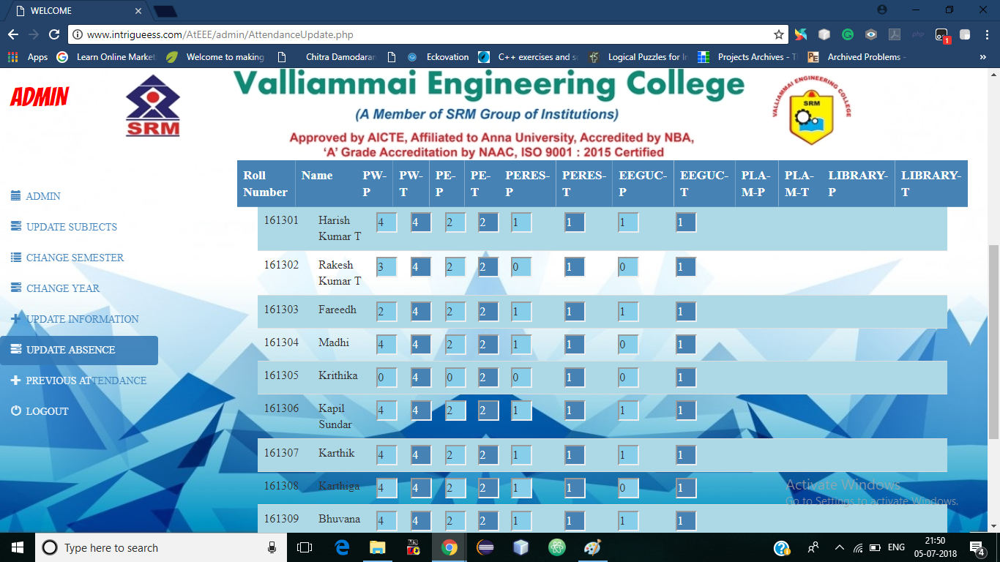 WELCOME
www.intrigueess.com/AtEEE/admin/AttendanceUpdate.php
php
1
Apps Learn Online Market Welcome to making Chitra Damodaran Eckovation C++ exercises and so Logical Puzzles for In Projects Archives - T Archived Problems - »
ADMIN
SRM
Valliammai Engineering College
(A Member of SRM Group of Institutions)
Approved by AICTE, Affiliated to Anna University, Accredited by NBA,
'A' Grade Accreditation by NAAC, ISO 9001 : 2015 Certified
VALLIAMMAI ENGINEERING COLLEGE
SRM
ADMIN
UPDATE SUBJECTS
CHANGE SEMESTER
CHANGE YEAR
UPDATE INFORMATION
UPDATE ABSENCE
PREVIOUS ATTENDANCE
LOGOUT
Roll Name PW- PW- PE- PE- PERES- PERES- EEGUC- EEGUC- PLA- PLA- LIBRARY- LIBRARY-
Number P T P T P T P T M-P M-T P T
161301 Harish 4 4 2 2 1 1 1 1
Kumar T
161302 Rakesh 3 4 2 2 0 1 0 1
Kumar T
161303 Fareedh 2 4 2 2 1 1 1 1
161304 Madhi 4 4 2 2 1 1 0 1
161305 Krithika 0 4 0 2 0 1 0 1
161306 Kapil 4 4 2 2 1 1 1 1
Sundar
161307 Karthik 4 4 2 2 1 1 1 1
161308 Karthiga 4 4 2 2 1 1 0 1
161309 Bhuvana 4 4 2 2 1 1 1 1
Activate Windows
Go to Settings to activate Windows.
Type here to search
ENG
21:50
05-07-2018
4